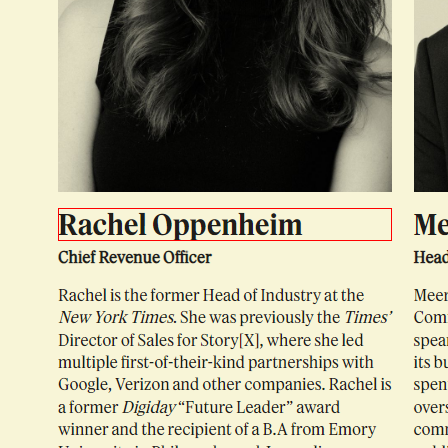 Rachel Oppenheim
Chief Revenue Officer
Rachel is the former Head of Industry at the
New York Times. She was previously the Times’
Director of Sales for Story[X], where she led
multiple first-of-their-kind partnerships with
Google, Verizon and other companies. Rachel is
a former Digiday “Future Leader” award
winner and the recipient of a B.A from Emory
Me
Head
Meer
Com
spea
its bu
spen
overs